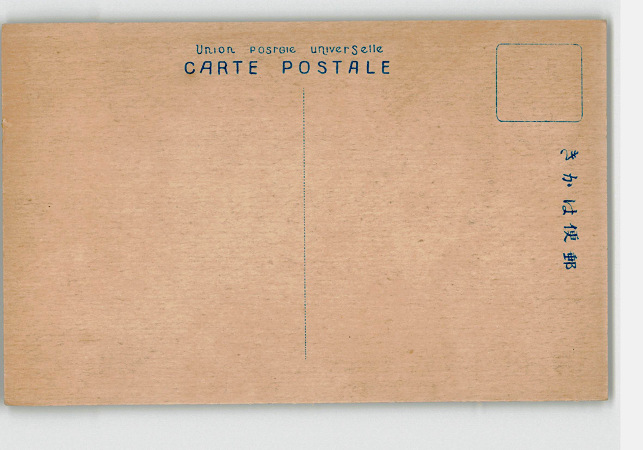 Union Postale Universelle
CARTE POSTALE
きかは便郵